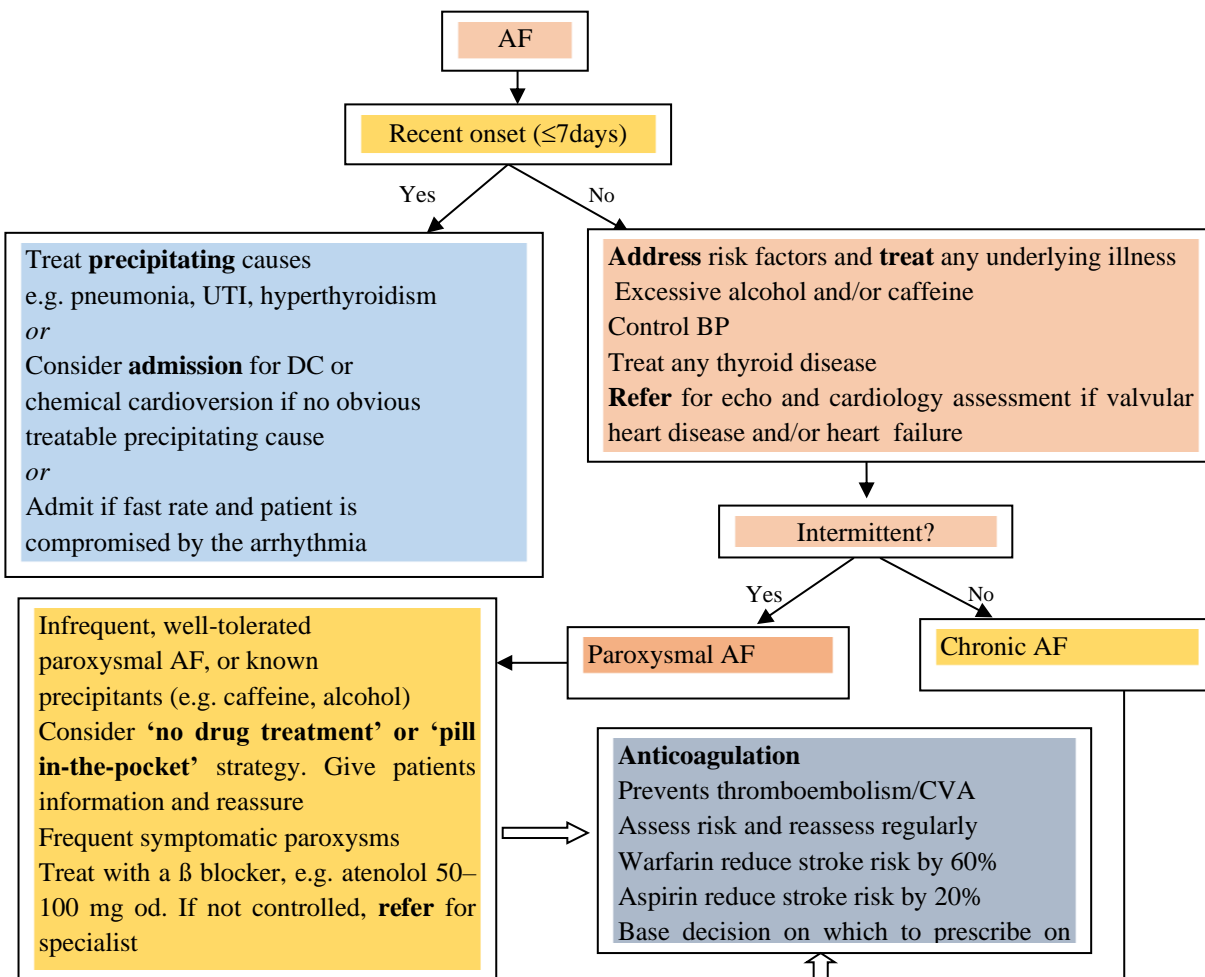 AF
Recent onset (≤7days)
Yes
No
Treat precipitating causes
e.g. pneumonia, UTI, hyperthyroidism
or
Consider admission for DC or
chemical cardioversion if no obvious
treatable precipitating cause
or
Admit if fast rate and patient is
compromised by the arrhythmia
Address risk factors and treat any underlying illness
Excessive alcohol and/or caffeine
Control BP
Treat any thyroid disease
Refer for echo and cardiology assessment if valvular
heart disease and/or heart failure
Intermittent?
Yes
No
Paroxysmal AF
Chronic AF
Infrequent, well-tolerated
paroxysmal AF, or known
precipitants (e.g. caffeine, alcohol)
Consider ‘no drug treatment’ or ‘pill
in-the-pocket’ strategy. Give patients
information and reassure
Frequent symptomatic paroxysms
Treat with a ß blocker, e.g. atenolol 50–
100 mg od. If not controlled, refer for
specialist
Anticoagulation
Prevents thromboembolism/CVA
Assess risk and reassess regularly
Warfarin reduce stroke risk by 60%
Aspirin reduce stroke risk by 20%
Base decision on which to prescribe on